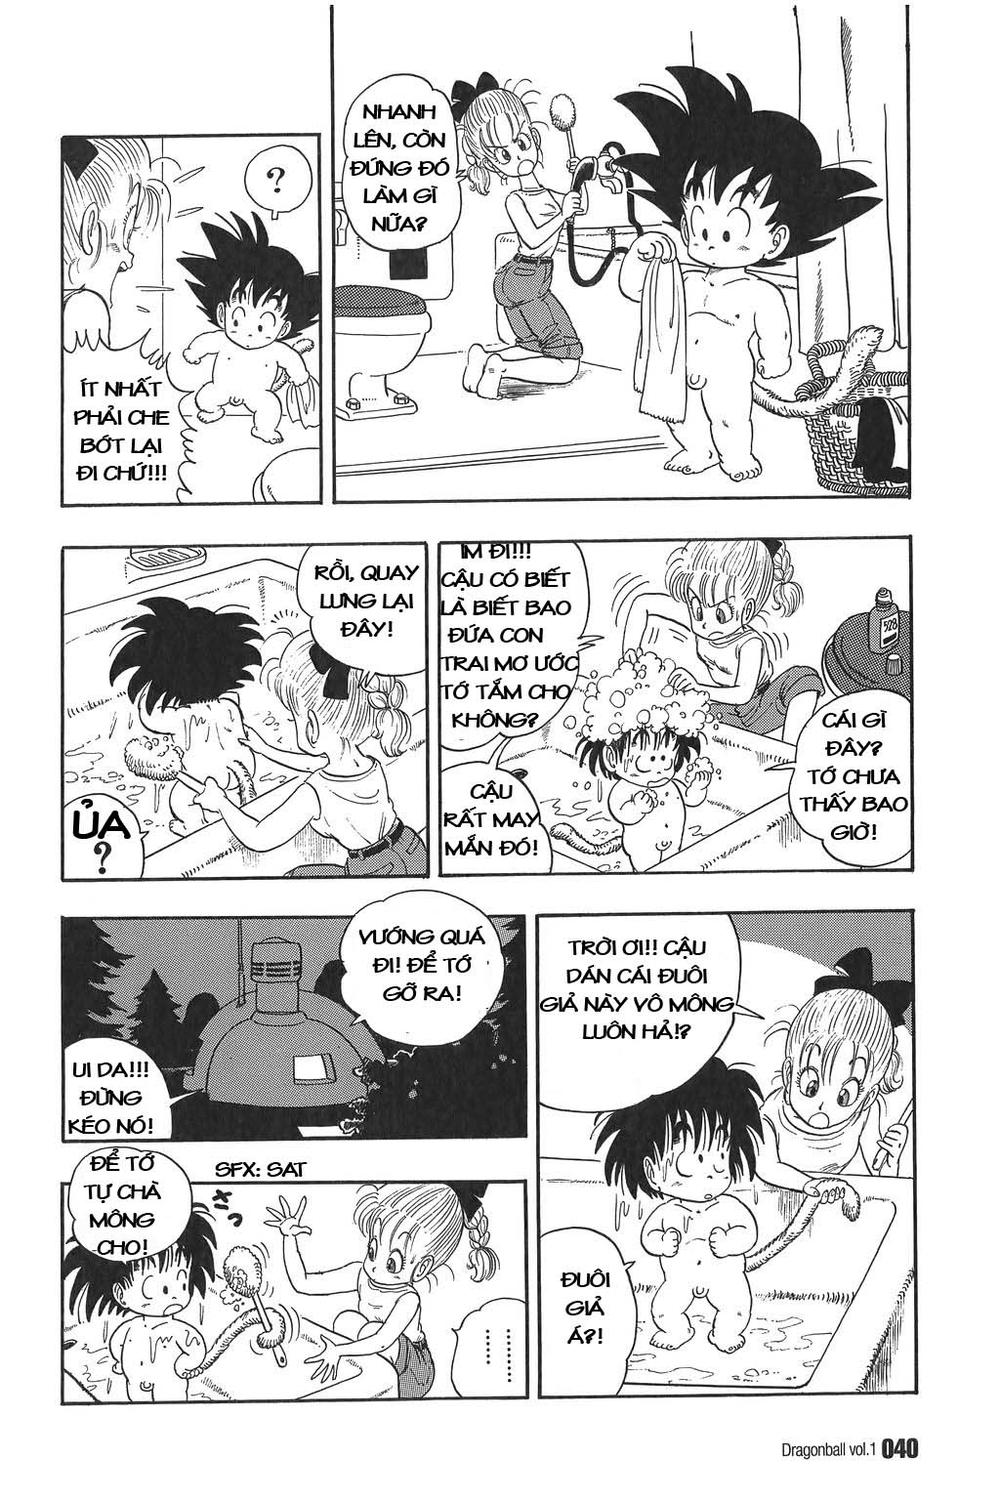 NHANH
LÊN, CÒN
ĐỨNG ĐÓ
LÀM GÌ
NỮA?
?
ÍT NHẤT
PHẢI CHE
BỚT LẠI
ĐI CHỨ!!!
IM ĐI!!!
CẬU CÓ BIẾT
LÀ BIẾT BAO
ĐỨA CON
TRAI MƠ ƯỚC
TỚ TẮM CHO
KHÔNG?
528
CÁI GÌ
ĐÂY?
TỚ CHƯA
THẤY BAO
GIỜ!
CẬU
RẤT MAY
MẮN ĐÓ!
RỒI, QUAY
LƯNG LẠI
ĐÂY!
ỦA
?
TRỜI ƠI!! CẬU
DÁN CÁI ĐUÔI
GIẢ NÀY VÔ MÔNG
LUÔN HẢ!?
ĐUÔI
GIẢ
Á?!
VƯỚNG QUÁ
ĐI! ĐỂ TỚ
GỠ RA!
UI DA!!!
ĐỪNG
KÉO NÓ!
SFX: SAT
ĐỂ TỚ
TỰ CHÀ
MÔNG
CHO!
.........
Dragonball vol.1 040